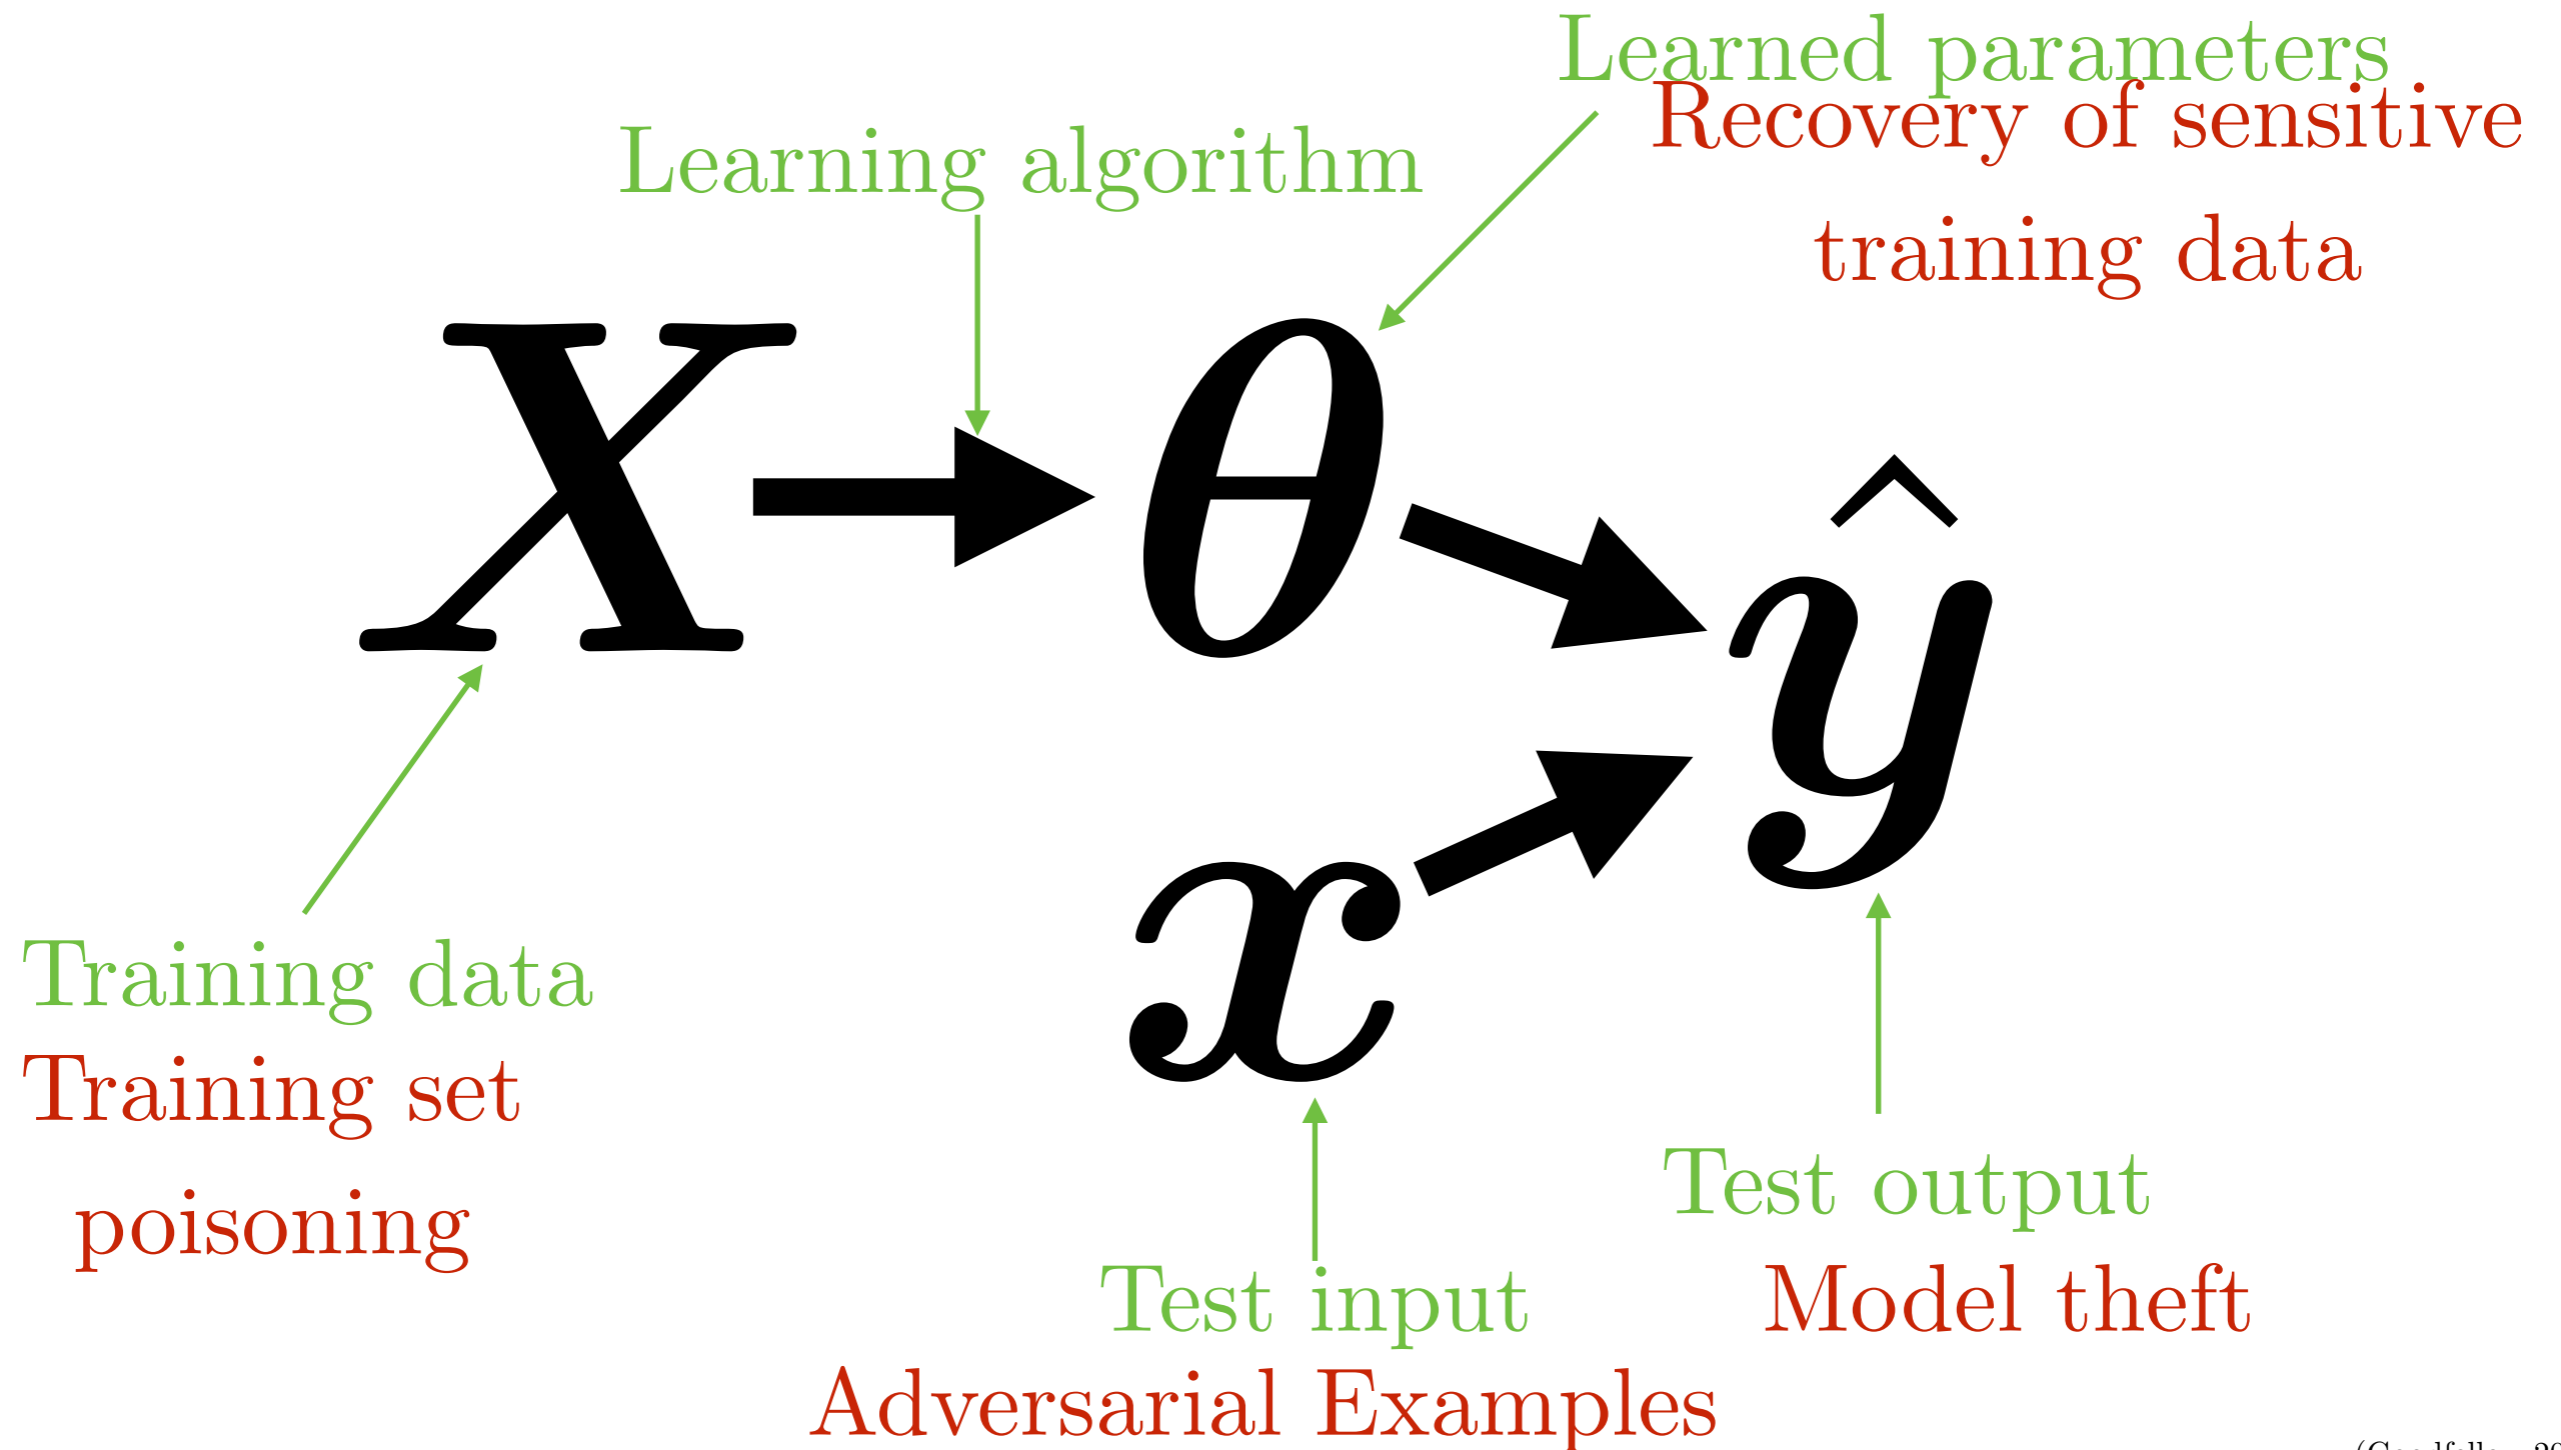 Learned parameters
Recovery of sensitive
training data
Learning algorithm
X
θ
ŷ
x
Training data
Training set
poisoning
Test output
Model theft
Test input
Adversarial Examples